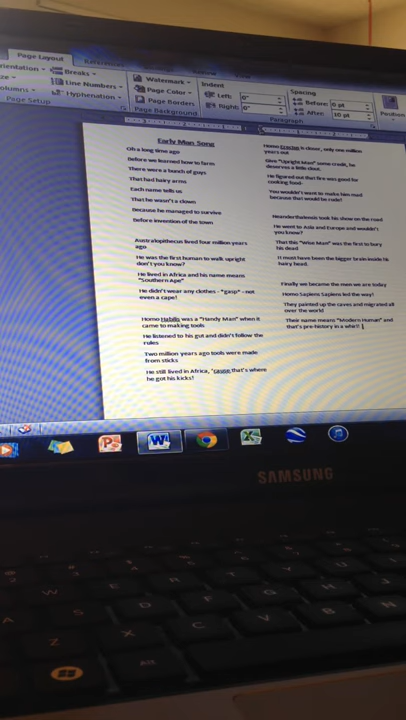 Page Layout
References
Orientation
Breaks
Line Numbers
Columns
Hyphenation
Page Setup
Watermark
Page Color
Page Borders
Page Background
Indent
Left: 0"
Right: 0"
Spacing
Before: 0 pt
After: 10 pt
Paragraph
Position
Early Man Song
Oh a long time ago
Before we learned how to farm
There were a bunch of guys
That had hairy arms
Each name tells us
That he wasn't a clown
Because he managed to survive
Before invention of the town
Australopithecus lived four million years
ago
He was the first human to walk upright
don't you know?
He lived in Africa and his name means
"Southern Ape"
He didn't wear any clothes - *gasp* - not
even a cape!
Homo Habilis was a "Handy Man" when it
came to making tools
He listened to his gut and didn't follow the
rules
Two million years ago tools were made
from sticks
He still lived in Africa, 'cause that's where
he got his kicks!
Homo Erectus is closer, only one million
years out
Give "Upright Man" some credit, he
deserves a little clout.
He figured out that fire was good for
cooking food-
You wouldn't want to make him mad
because that would be rude!
Neanderthalensis took his show on the road
He went to Asia and Europe and wouldn't
you know?
That this "Wise Man" was the first to bury
his dead
It must have been the bigger brain inside his
hairy head.
Finally we became the men we are today
Homo Sapiens Sapiens led the way!
They painted up the caves and migrated all
over the world
Their name means "Modern Human" and
that's pre-history in a whirl!
SAMSUNG
W
E
R
T
Y
U
D
F
G
H
J
Z
X
C
V
B
N
Alt